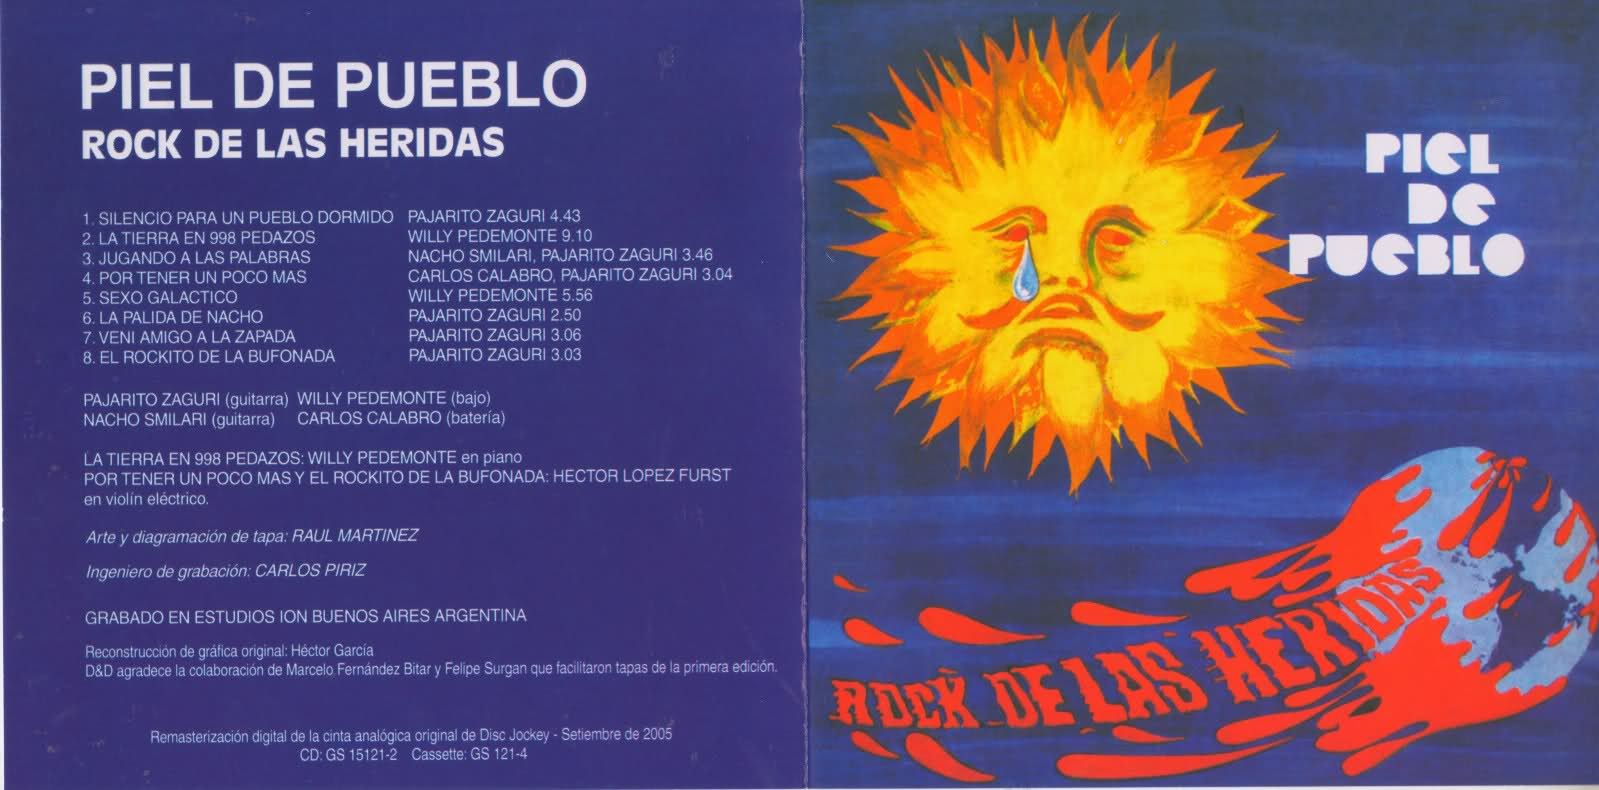 PIEL DE PUEBLO
ROCK DE LAS HERIDAS
1. SILENCIO PARA UN PUEBLO DORMIDO PAJARITO ZAGURI 4.43
2. LA TIERRA EN 998 PEDAZOS WILLY PEDEMONTE 9.10
3. JUGANDO A LAS PALABRAS NACHO SMILARI, PAJARITO ZAGURI 3.46
4. POR TENER UN POCO MAS CARLOS CALABRO, PAJARITO ZAGURI 3.04
5. SEXO GALACTICO WILLY PEDEMONTE 5.56
6. LA PALIDA DE NACHO PAJARITO ZAGURI 2.50
7. VENI AMIGO A LA ZAPADA PAJARITO ZAGURI 3.06
8. EL ROCKITO DE LA BUFONADA PAJARITO ZAGURI 3.03
PAJARITO ZAGURI (guitarra) WILLY PEDEMONTE (bajo)
NACHO SMILARI (guitarra) CARLOS CALABRO (batería)
LA TIERRA EN 998 PEDAZOS: WILLY PEDEMONTE en piano
POR TENER UN POCO MAS Y EL ROCKITO DE LA BUFONADA: HECTOR LOPEZ FURST
en violín eléctrico.
Arte y diagramación de tapa: RAUL MARTINEZ
Ingeniero de grabación: CARLOS PIRIZ
GRABADO EN ESTUDIOS ION BUENOS AIRES ARGENTINA
Reconstrucción de gráfica original: Héctor García
D&D agradece la colaboración de Marcelo Fernández Bitar y Felipe Surgan que facilitaron tapas de la primera edición.
Remasterización digital de la cinta analógica original de Disc Jockey - Setiembre de 2005
CD: GS 15121-2 Cassette: GS 121-4
PIEL
DE
PUEBLO
ROCK DE LAS HERIDAS